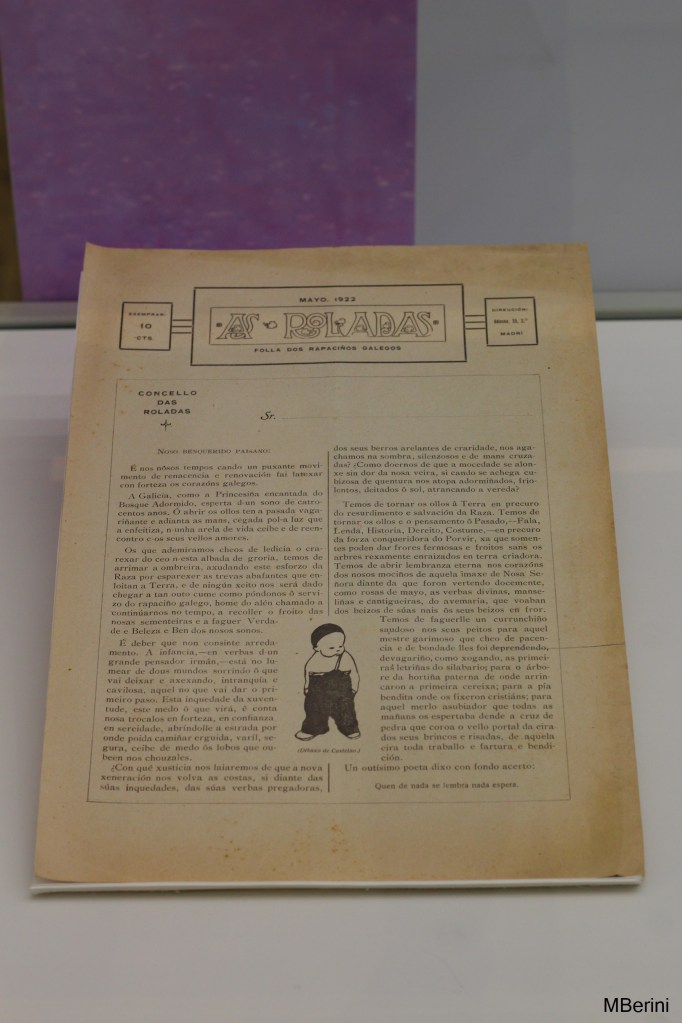 MAYO, 1922
EXEMPRAR:
10
CTS.
AS ROLADAS
FOLLA DOS RAPACIÑOS GALEGOS
DIRECCIÓN:
MADRÍ
CONCELLO
DAS
ROLADAS
Sr.
NOSO BENQUERIDO PAISANO:
É nos nósos tempos cando un puxante movi-
mento de renacencia e renovación fai latexar
con forteza os corazóns galegos.
A Galicia, como a Princesiña encantada do
Bosque Adormido, esperta d-un sono de catro-
centos anos. Ó abrir os ollos ten a pasada vaga-
riñante e adianta as mans, cegada pol-a luz que
a enfeitiza, n-unha arela de vida ceibe e de reen-
contro c-os seus vellos amores.
Os que ademiramos cheos de ledicia o cra-
rexar do ceo n-esta albada de groria, temos de
arrimar a ombreira, axudando este esforzo da
Raza por esparexer as trevas abafantes que en-
loitan a Terra, e de ningún xeito nos será dado
chegar a tan outo cume como póndonos ô servi-
zo do rapaciño galego, home do alén chamado a
continúarnos no tempo, a recoller o froito das
nosas sementeiras e a faguer Verda-
de e Beleza e Ben dos nosos sonos.
É deber que non consinte arreda-
mento. A infancia,—en verbas d-un
grande pensador irmán,—está no lu-
mear de dous mundos sorrindo ô que
vai deixar e axexando, intranquía e
cavilosa, aquel no que vai dar o pri-
meiro paso. Esta inquedade da xuven-
tude, este medo ô que virá, é conta
nosa trocalos en forteza, en confianza
en sereidade, abrindolle a estrada por
onde poida camiñar erguida, varil, se-
gura, ceibe de medo ôs lobos que ou-
been nos chouzales.
¿Con qué xusticia nos laiaremos de que a nova
xeneración nos volva as costas, si diante das
súas inquedades, das súas verbas pregadoras,
dos seus berros arelantes de craridade, nos aga-
chamos na sombra, silenzosos e de mans cruza-
das? ¿Como doernos de que a mocedade se alon-
xe sin dor da nosa veira, si cando se achega cu-
bizosa de quentura nos atopa adormiñados, frio-
lentos, deitados ô sol, atrancando a vereda?
Temos de tornar os ollos â Terra en precuro
do resurdimento e salvación da Raza. Temos de
tornar os ollos e o pensamento ô Pasado,—Fala,
Lenda, Historia, Dereito, Costume,—en precuro
da forza conqueridora do Porvir, xa que somen-
tes poden dar frores fermosas e froitos sans os
arbres rexamente enraizados en terra criadora.
Temos de abrir lembranza eterna nos corazóns
dos nosos mociños de aquela imaxe de Nosa Se-
ñora diante da que foron vertendo docemente,
como rosas de mayo, as verbas divinas, manse-
liñas e cantigueiras, do avemaría, que voaban
dos beizos de súas naís ôs seus beizos en fror.
Temos de faguerlle un currunchiño
saudoso nos seus peitos para aquel
mestre garimoso que cheo de pacen-
cia e de bondade lles foi deprendendo,
devagariño, como xogando, as primei-
ras letriñas do silabario; para o árbo-
re da hortiña paterna de onde arrin-
caron a primeira cereixa; para a pía
bendita onde os fixeron cristiáns; para
aquel merlo asubiador que todas as
mañans os espertaba dende a cruz de
pedra que coroa o vello portal da eira
dos seus brincos e risadas, de aquela
eira toda traballo e fartura e bendi-
ción.
(Dibuxo de Castelao.)
Un outísimo poeta dixo con fondo acerto:
Quen de nada se lembra nada espera.
MBerini